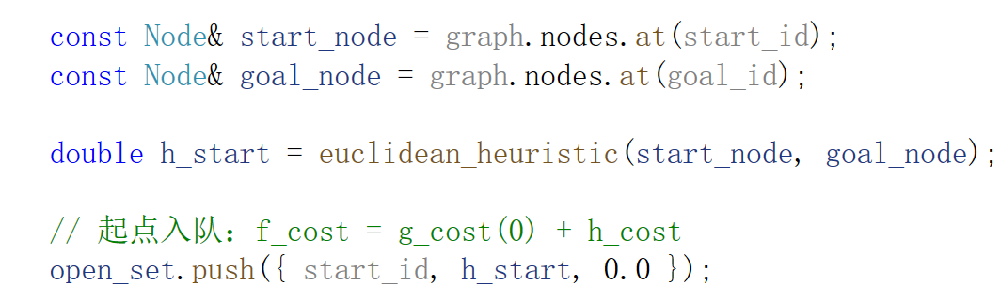 const Node& start_node = graph.nodes.at(start_id);
const Node& goal_node = graph.nodes.at(goal_id);
double h_start = euclidean_heuristic(start_node, goal_node);
// 起点入队：f_cost = g_cost(0) + h_cost
open_set.push({ start_id, h_start, 0.0 });